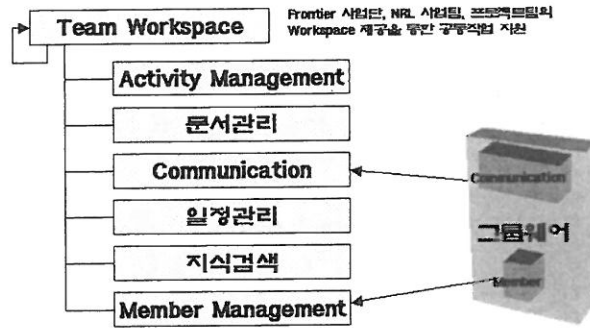 Team Workspace
Frontier 사업단, NRL 사업팀, 프로젝트팀의
Workspace 제공을 통한 공동작업 지원
Activity Management
문서관리
Communication
일정관리
지식검색
Member Management
Communication
그룹웨어
Member